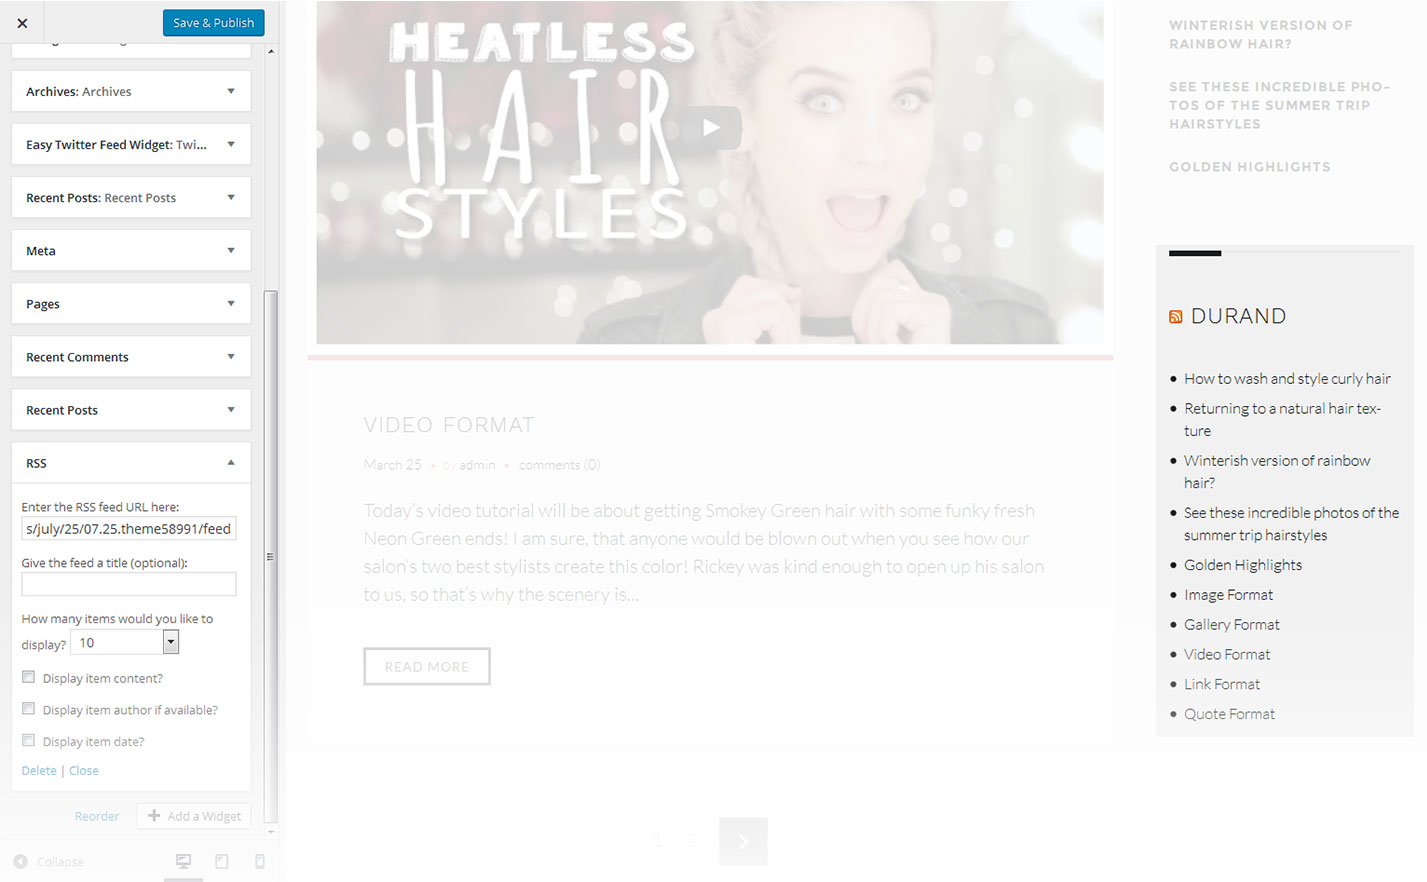 Save & Publish
Archives: Archives
Easy Twitter Feed Widget: Twi...
Recent Posts: Recent Posts
Meta
Pages
Recent Comments
Recent Posts
RSS
Enter the RSS feed URL here:
s/july/25/07.25.theme58991/feed
Give the feed a title (optional):
How many items would you like to
display? 10
Display item content?
Display item author if available?
Display item date?
Delete | Close
Reorder
Add a Widget
Collapse
HEATLESS
HAIR
STYLES
VIDEO FORMAT
March 25 • by admin • comments (0)
Today's video tutorial will be about getting Smokey Green hair with some funky fresh
Neon Green ends! I am sure, that anyone would be blown out when you see how our
salon's two best stylists create this color! Rickey was kind enough to open up his salon
to us, so that's why the scenery is...
READ MORE
1
WINTERISH VERSION OF
RAINBOW HAIR?
SEE THESE INCREDIBLE PHO-
TOS OF THE SUMMER TRIP
HAIRSTYLES
GOLDEN HIGHLIGHTS
DURAND
• How to wash and style curly hair
• Returning to a natural hair tex-
ture
• Winterish version of rainbow
hair?
• See these incredible photos of the
summer trip hairstyles
• Golden Highlights
• Image Format
• Gallery Format
• Video Format
• Link Format
• Quote Format